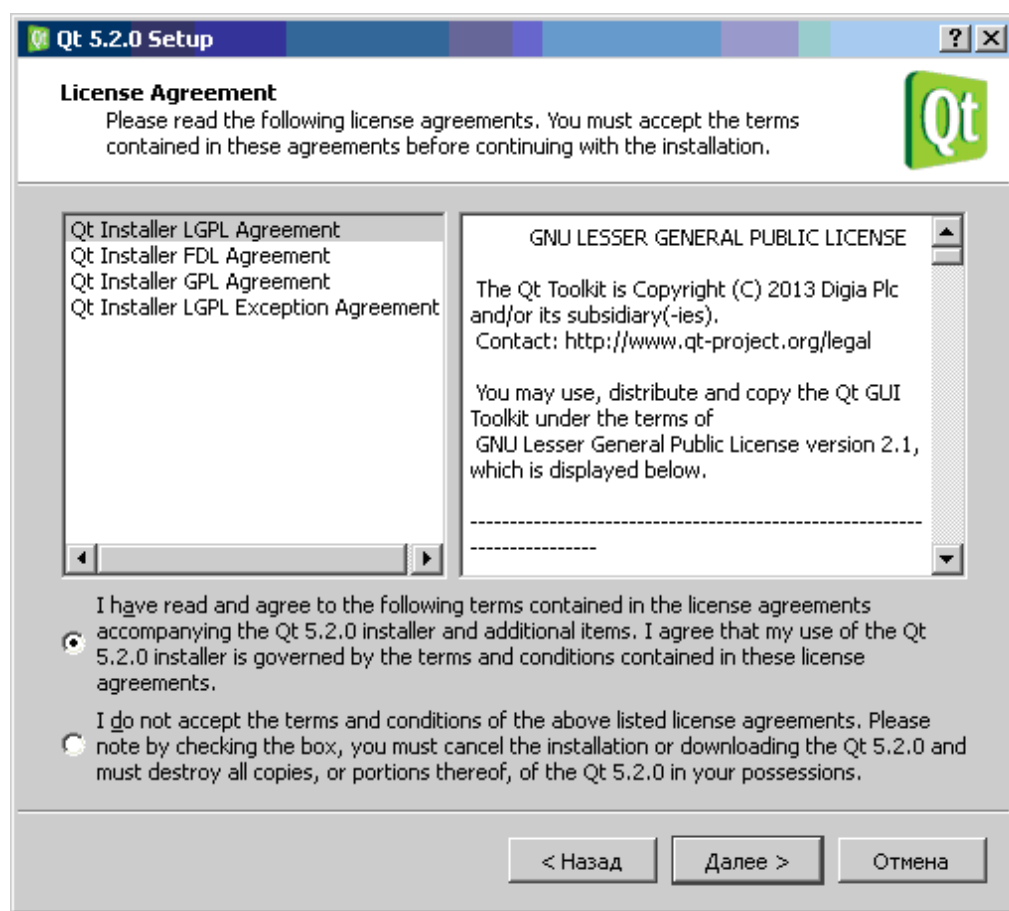 Qt 5.2.0 Setup
License Agreement
Please read the following license agreements. You must accept the terms
contained in these agreements before continuing with the installation.
Qt
Qt Installer LGPL Agreement
Qt Installer FDL Agreement
Qt Installer GPL Agreement
Qt Installer LGPL Exception Agreement
GNU LESSER GENERAL PUBLIC LICENSE
The Qt Toolkit is Copyright (C) 2013 Digia Plc
and/or its subsidiary(-ies).
Contact: http://www.qt-project.org/legal
You may use, distribute and copy the Qt GUI
Toolkit under the terms of
GNU Lesser General Public License version 2.1,
which is displayed below.
---------------------------------------------------------
----------------
I have read and agree to the following terms contained in the license agreements
accompanying the Qt 5.2.0 installer and additional items. I agree that my use of the Qt
5.2.0 installer is governed by the terms and conditions contained in these license
agreements.
I do not accept the terms and conditions of the above listed license agreements. Please
note by checking the box, you must cancel the installation or downloading the Qt 5.2.0 and
must destroy all copies, or portions thereof, of the Qt 5.2.0 in your possessions.
< Назад
Далее >
Отмена